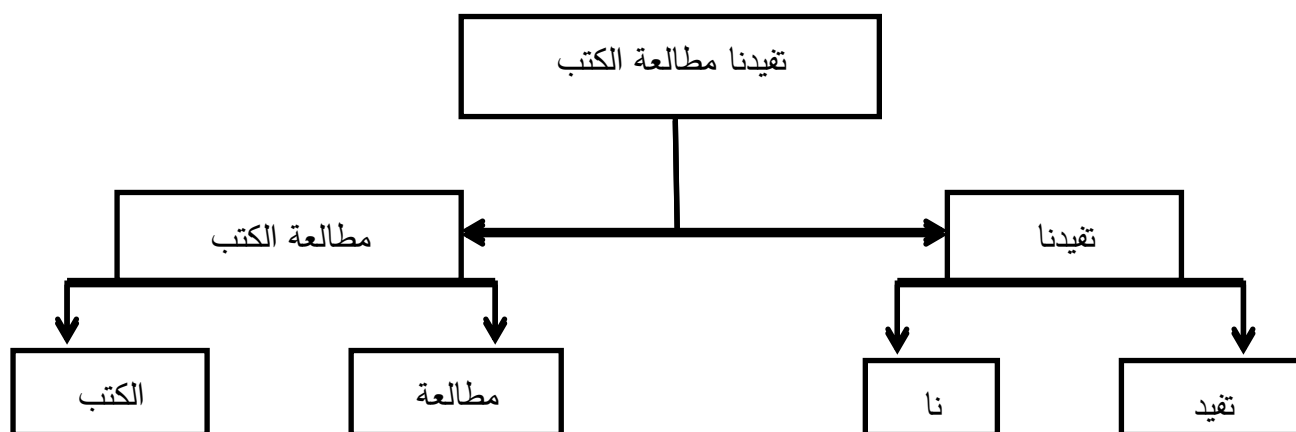 تفيدنا مطالعة الكتب
تفيدنا
مطالعة الكتب
تفيد
نا
مطالعة
الكتب